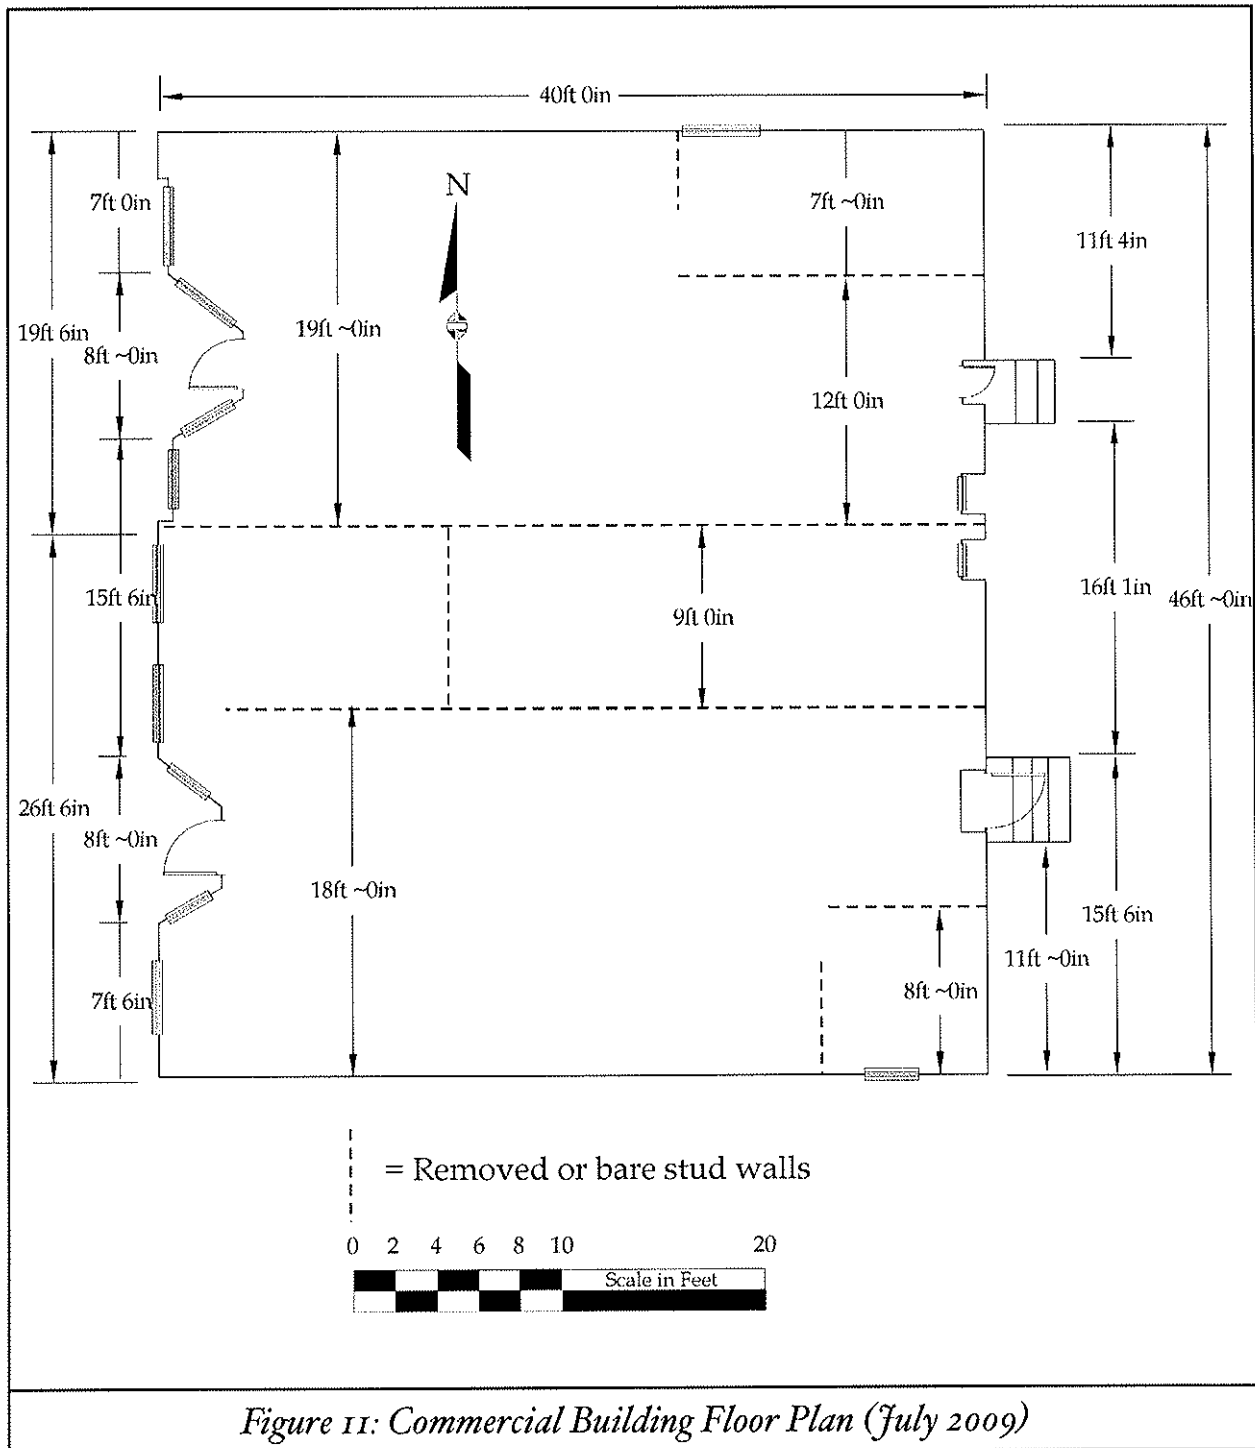 40ft 0in
N
7ft 0in
7ft ~0in
11ft 4in
19ft 6in
8ft ~0in
19ft ~0in
12ft 0in
15ft 6in
9ft 0in
16ft 1in
46ft ~0in
26ft 6in
8ft ~0in
18ft ~0in
15ft 6in
11ft ~0in
7ft 6in
8ft ~0in
= Removed or bare stud walls
0 2 4 6 8 10 20
Scale in Feet
Figure 11: Commercial Building Floor Plan (July 2009)